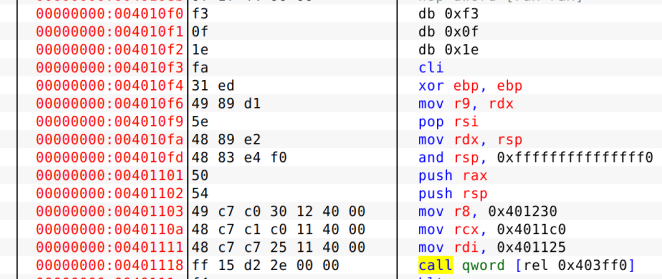 00000000:004010f0 f3 db 0xf3
00000000:004010f1 0f db 0x0f
00000000:004010f2 1e db 0x1e
00000000:004010f3 fa cli
00000000:004010f4 31 ed xor ebp, ebp
00000000:004010f6 49 89 d1 mov r9, rdx
00000000:004010f9 5e pop rsi
00000000:004010fa 48 89 e2 mov rdx, rsp
00000000:004010fd 48 83 e4 f0 and rsp, 0xfffffffffffffff0
00000000:00401101 50 push rax
00000000:00401102 54 push rsp
00000000:00401103 49 c7 c0 30 12 40 00 mov r8, 0x401230
00000000:0040110a 48 c7 c1 c0 11 40 00 mov rcx, 0x4011c0
00000000:00401111 48 c7 c7 25 11 40 00 mov rdi, 0x401125
00000000:00401118 ff 15 d2 2e 00 00 call qword [rel 0x403ff0]